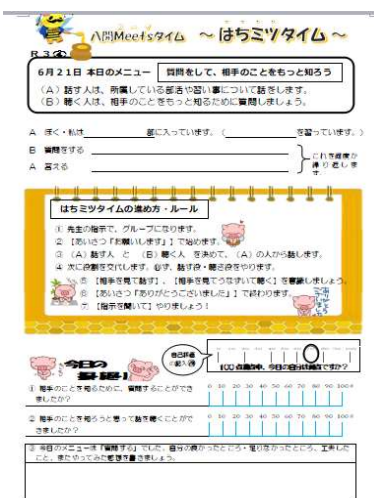 八間Meetsタイム ～はちミツタイム～
R3
6月21日 本日のメニュー 質問をして、相手のことをもっと知ろう
（A）話す人は、所属している部活や習い事について話をします。
（B）聴く人は、相手のことをもっと知るために質問しましょう。
A ぼく・私は 部に入っています。（ を習っています。）
B 質問をする
A 答える
これを何度か繰り返します。
はちミツタイムの進め方・ルール
① 先生の指示で、グループになります。
② 【あいさつ「お願いします」】で始めます。
③ （A）話す人 と （B）聴く人 を決めて、（A）の人から話します。
④ 次に役割を交代します。必ず、話す役・聴き役をやります。
⑤ 【相手を見て話す】、【相手を見てうなずいて聴く】を意識しましょう。
⑥ 【あいさつ「ありがとうございました」】で終わります。
⑦ 【指示を聞いて】やりましょう！
今日の
自己評価の記入例
100点満点中、今日の自分は何点ですか？
① 相手のことを知るために、質問することができましたか？
0 10 20 30 40 50 60 70 80 90 100点
② 相手のことを知ろうと思って話を聴くことができましたか？
0 10 20 30 40 50 60 70 80 90 100点
③ 今日のメニューは「質問する」でした。自分の良かったところ・足りなかったところ、工夫したこと、またやってみた感想を書きましょう。